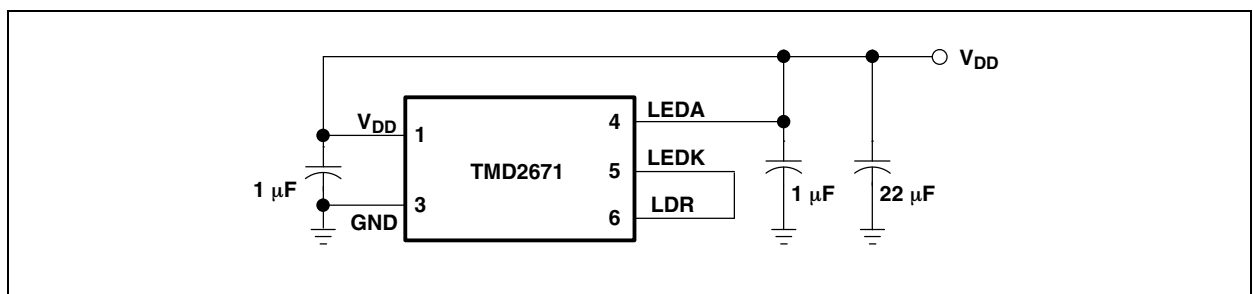 V_DD
V_DD
1
4
LEDA
TMD2671
5
LEDK
1 μF
3
GND
6
LDR
1 μF
22 μF